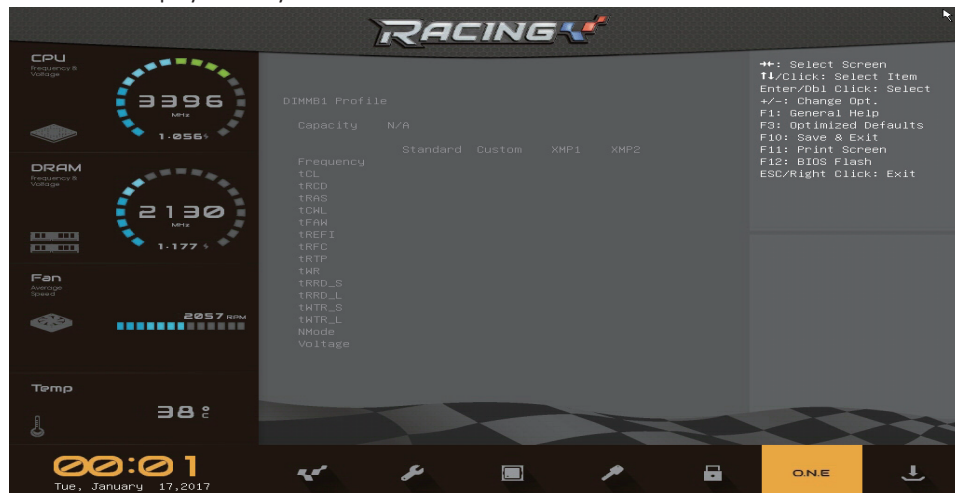 RACING
CPU
Frequency &
Voltage
3396
MHz
1.056
DRAM
Frequency &
Voltage
2130
MHz
1.177
Fan
Average
Speed
2057 RPM
Temp
38 °C
00:01
Tue, January 17,2017
DIMMB1 Profile
Capacity N/A
Standard Custom XMP1 XMP2
Frequency
tCL
tRCD
tRAS
tCWL
tFAW
tREFI
tRFC
tRTP
tWR
tRRD_S
tRRD_L
tWTR_S
tWTR_L
NMode
Voltage
→←: Select Screen
↑↓/Click: Select Item
Enter/Dbl Click: Select
+/-: Change Opt.
F1: General Help
F3: Optimized Defaults
F10: Save & Exit
F11: Print Screen
F12: BIOS Flash
ESC/Right Click: Exit
O.N.E